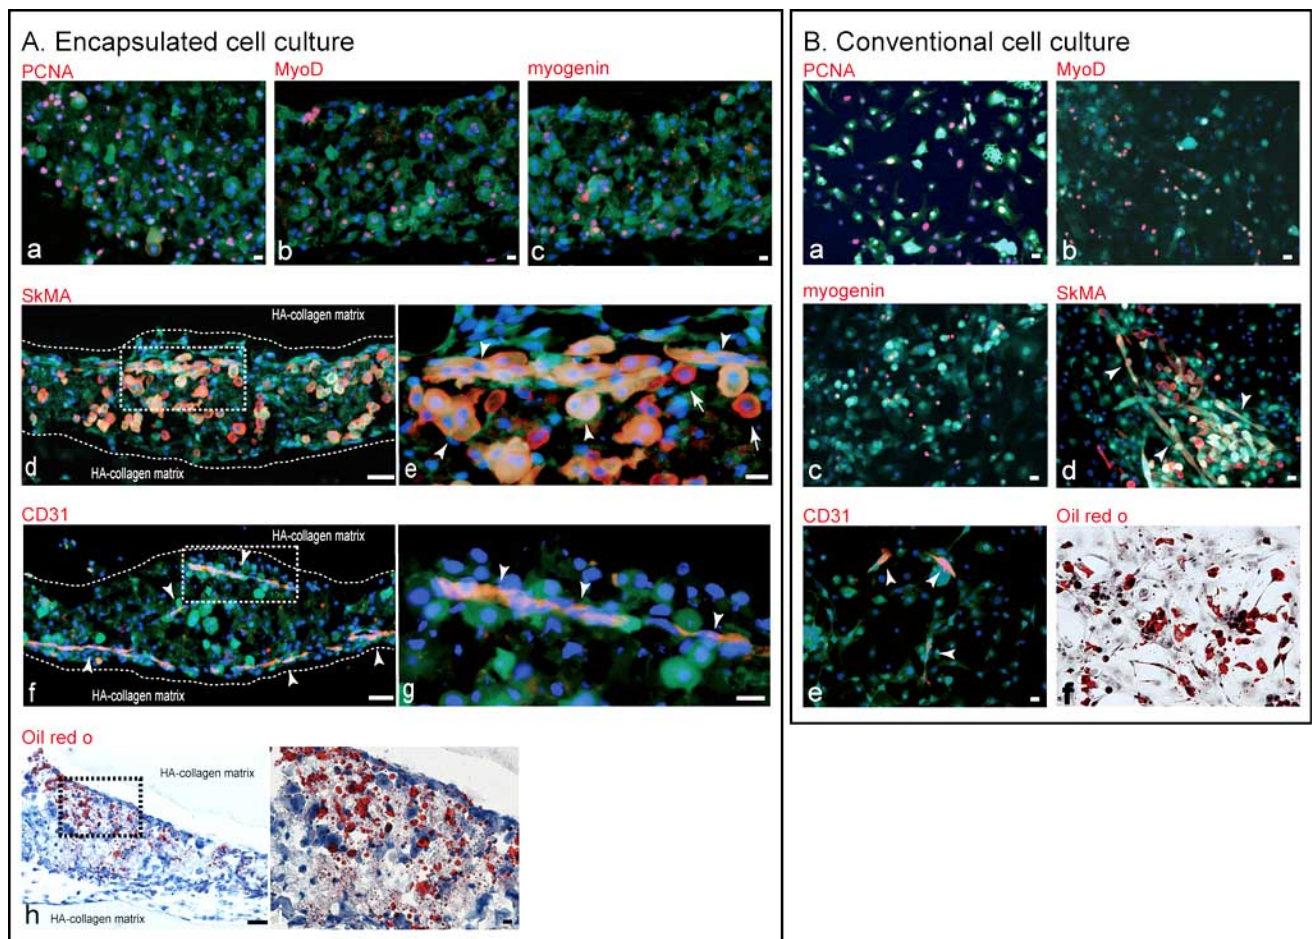 A. Encapsulated cell culture
PCNA
MyoD
myogenin
a
b
c
SkMA
HA-collagen matrix
d
HA-collagen matrix
e
CD31
HA-collagen matrix
f
HA-collagen matrix
g
Oil red o
HA-collagen matrix
h
HA-collagen matrix
B. Conventional cell culture
PCNA
MyoD
a
b
myogenin
SkMA
c
d
CD31
Oil red o
e
f